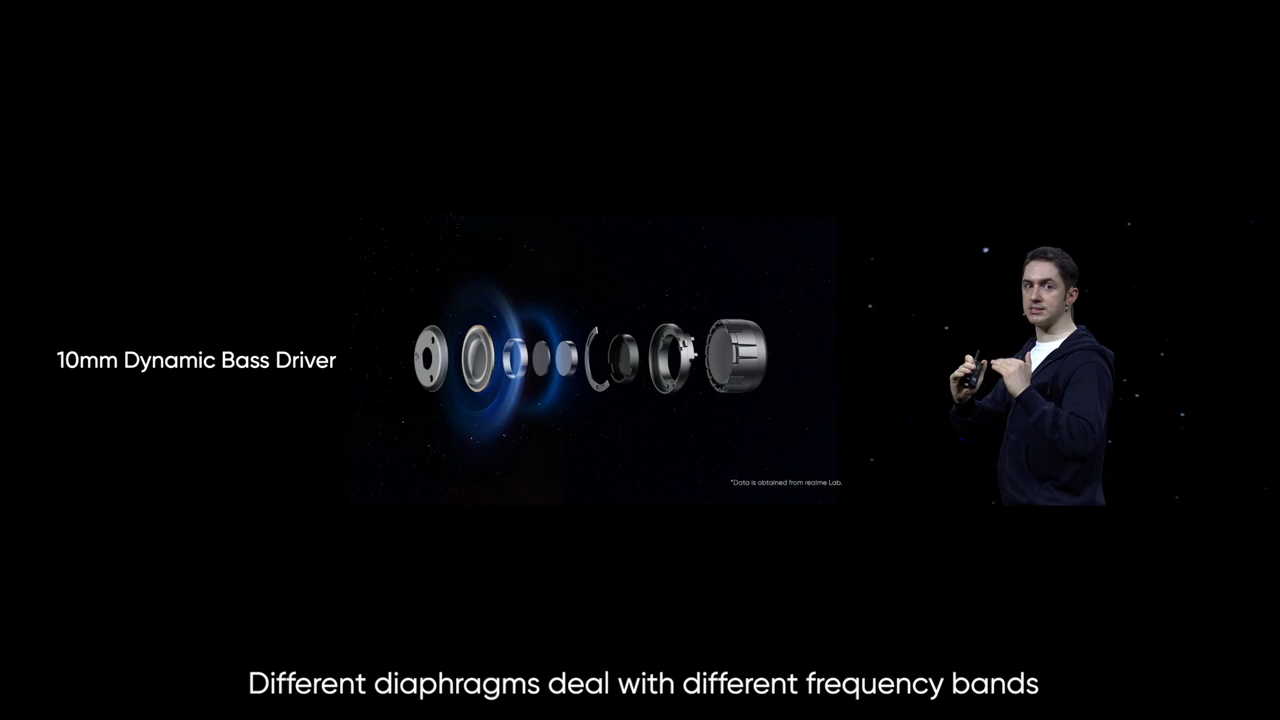 10mm Dynamic Bass Driver
*Data is obtained from realme Lab.
Different diaphragms deal with different frequency bands